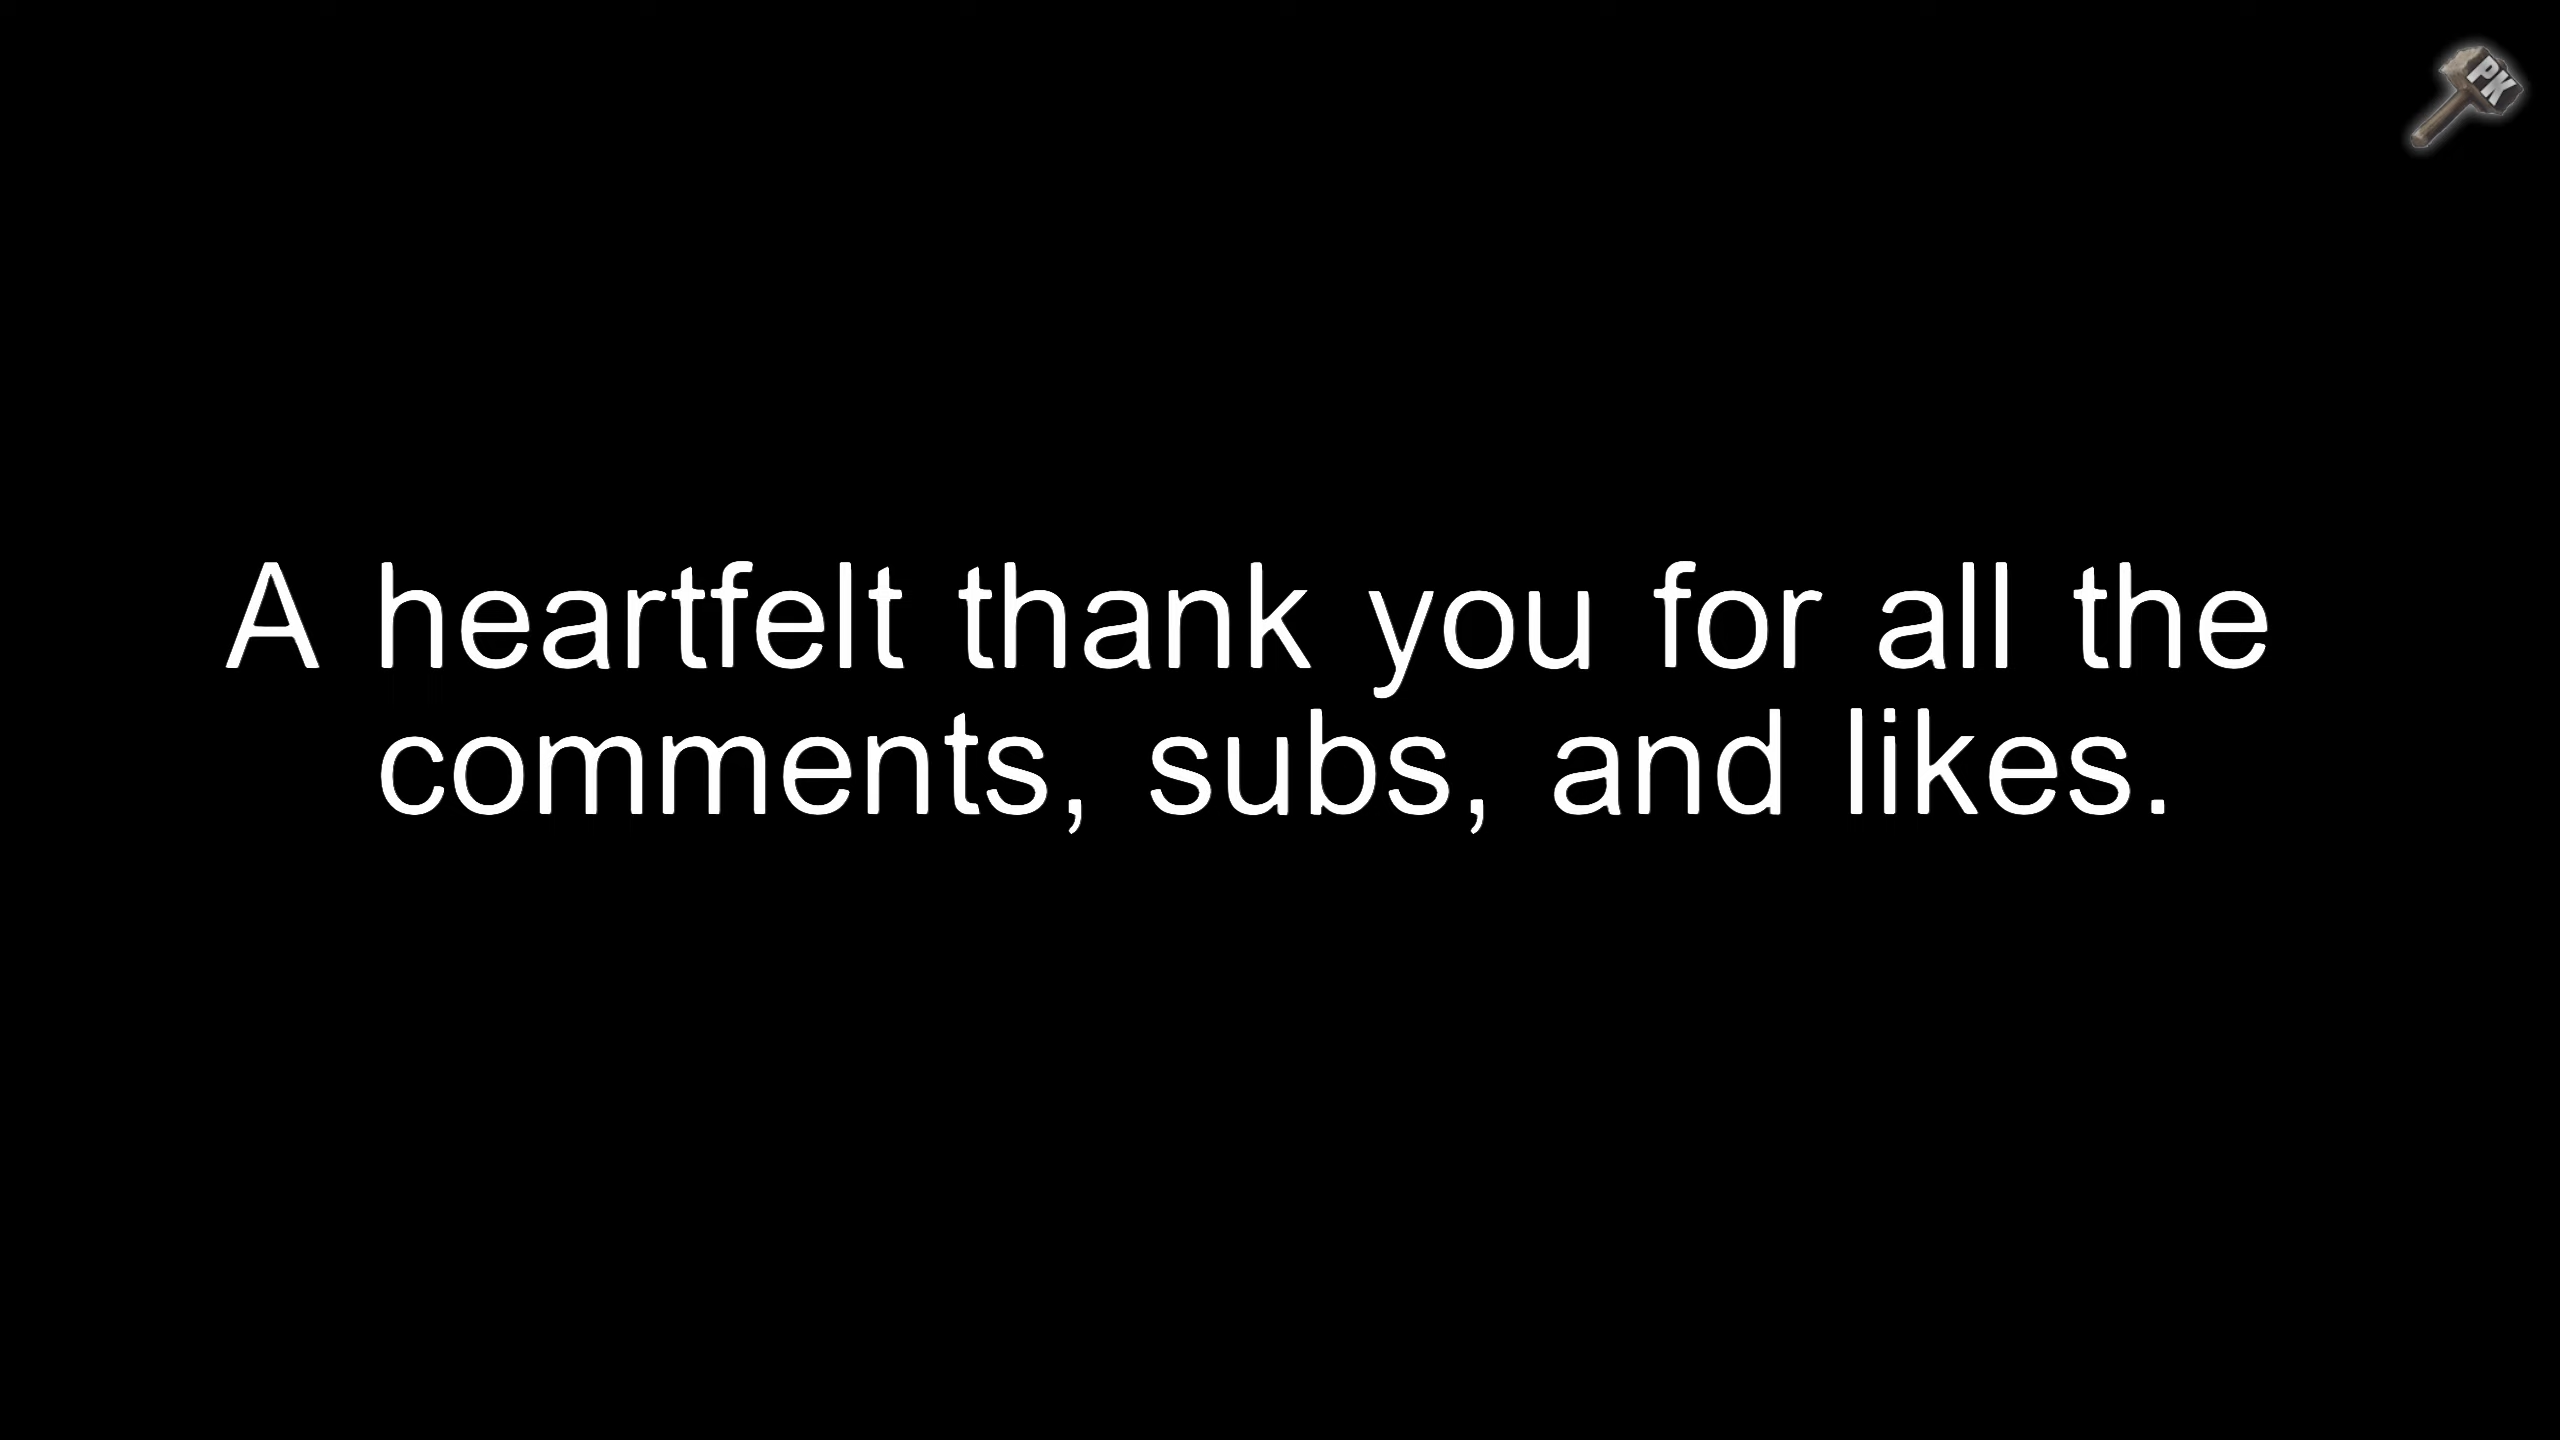 PK
A heartfelt thank you for all the
comments, subs, and likes.